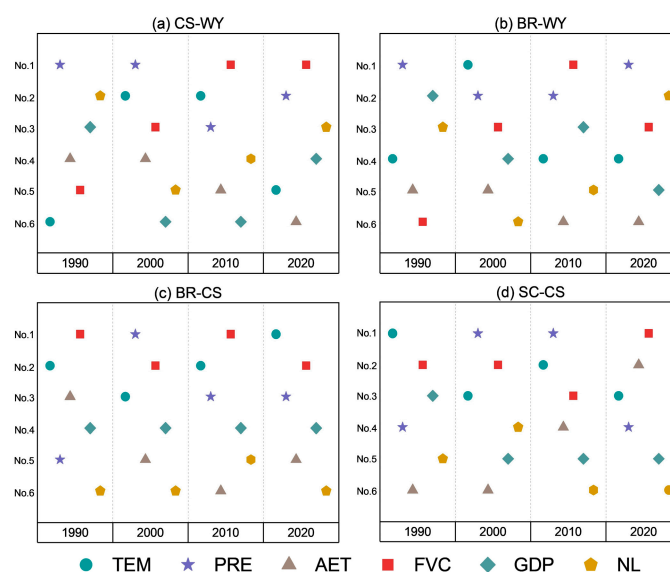 (a) CS-WY
No.1
No.2
No.3
No.4
No.5
No.6
1990 2000 2010 2020
(b) BR-WY
No.1
No.2
No.3
No.4
No.5
No.6
1990 2000 2010 2020
(c) BR-CS
No.1
No.2
No.3
No.4
No.5
No.6
1990 2000 2010 2020
(d) SC-CS
No.1
No.2
No.3
No.4
No.5
No.6
1990 2000 2010 2020
TEM PRE AET FVC GDP NL